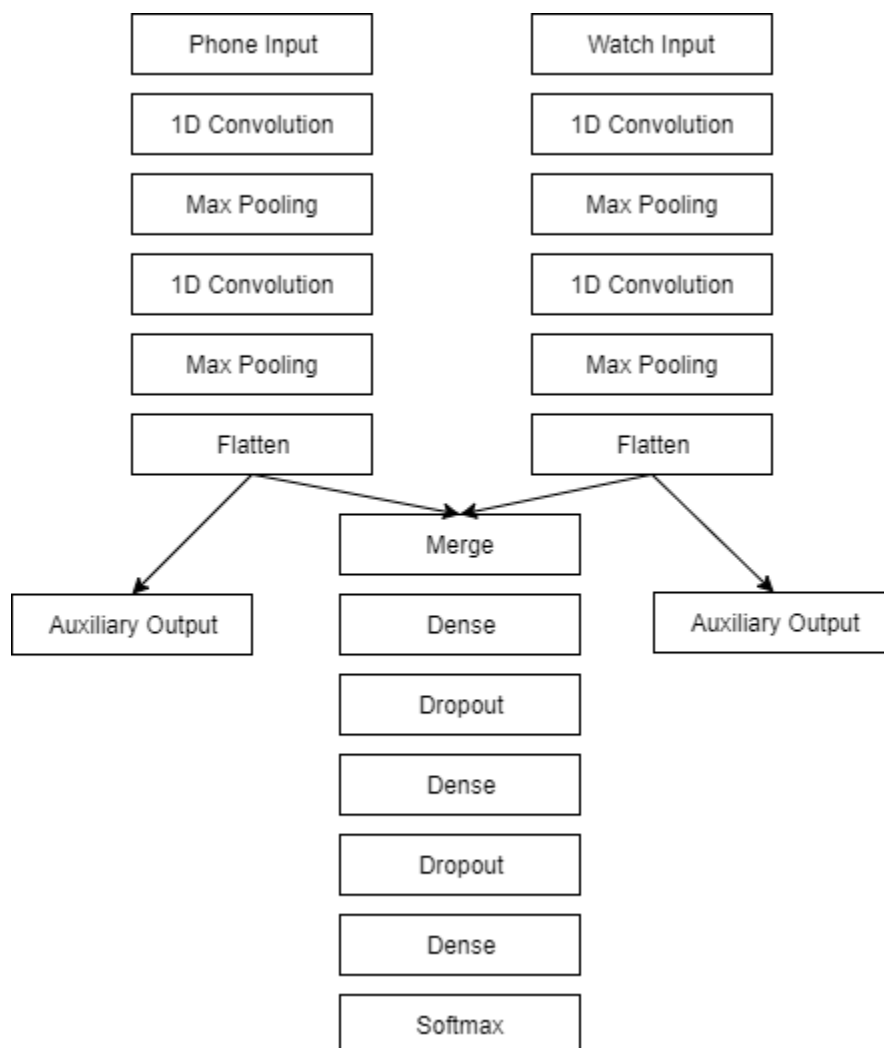 Phone Input
Watch Input
1D Convolution
1D Convolution
Max Pooling
Max Pooling
1D Convolution
1D Convolution
Max Pooling
Max Pooling
Flatten
Flatten
Merge
Auxiliary Output
Dense
Auxiliary Output
Dropout
Dense
Dropout
Dense
Softmax